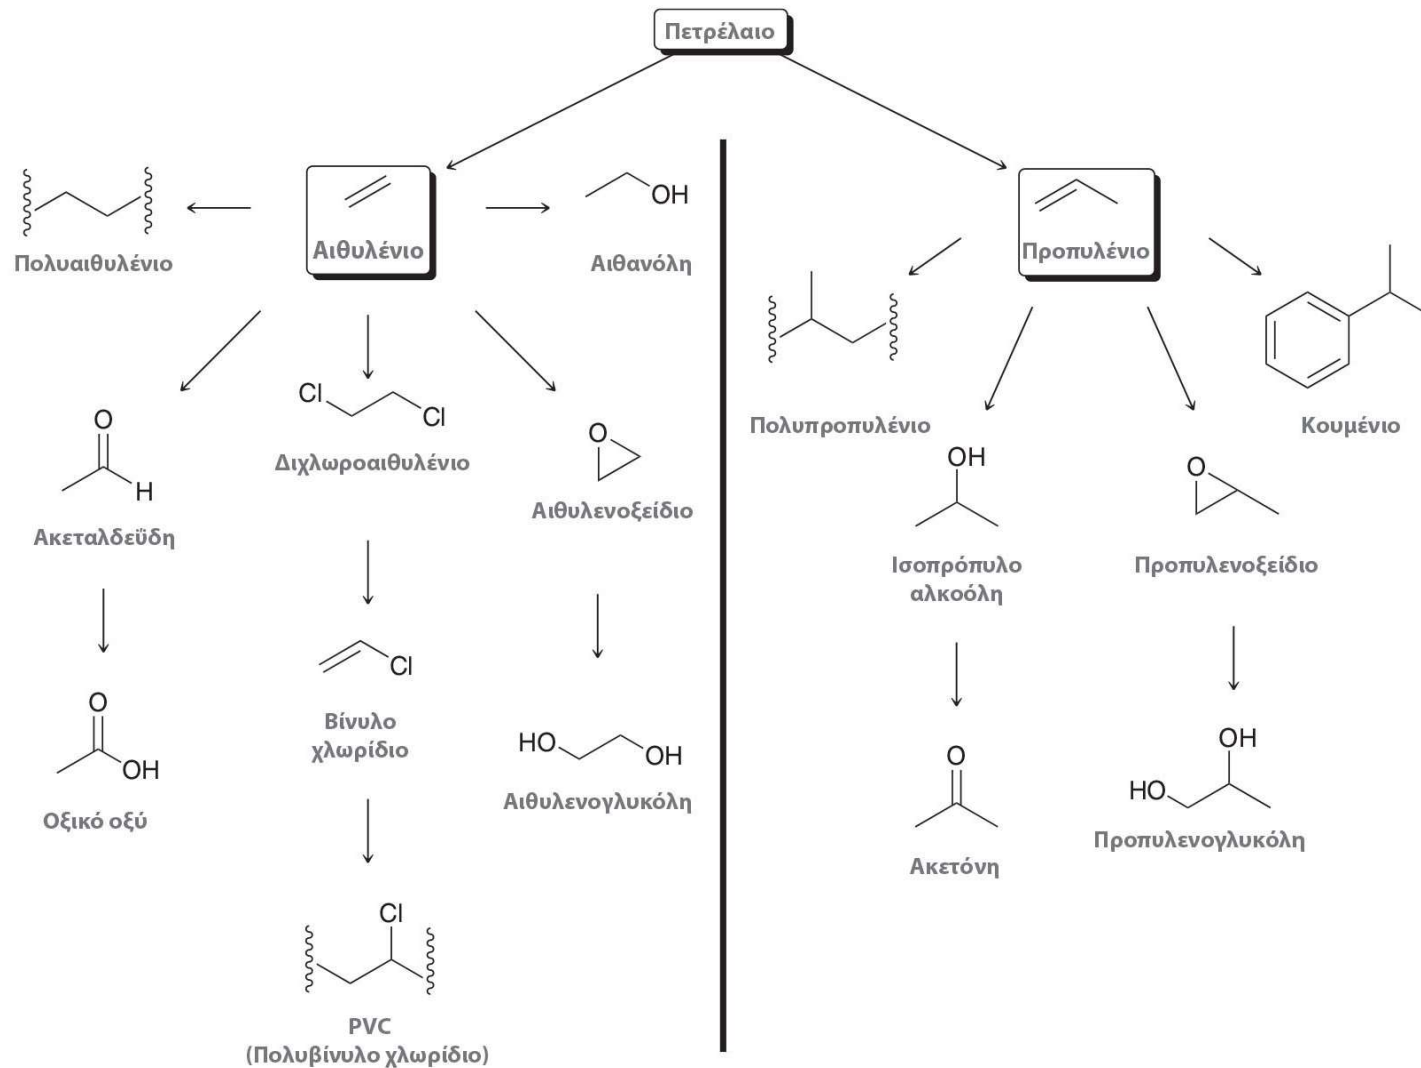 Πετρέλαιο
Αιθυλένιο
Πολυαιθυλένιο
OH
Αιθανόλη
O
H
Ακεταλδεΰδη
O
OH
Οξικό οξύ
Cl
Cl
Διχλωροαιθυλένιο
Cl
Βίνυλο
χλωρίδιο
Cl
PVC
(Πολυβίνυλο χλωρίδιο)
O
Αιθυλενοξείδιο
HO
OH
Αιθυλενογλυκόλη
Προπυλένιο
Πολυπροπυλένιο
OH
Ισοπρόπυλο
αλκοόλη
O
Ακετόνη
O
Προπυλενοξείδιο
OH
HO
Προπυλενογλυκόλη
Κουμένιο